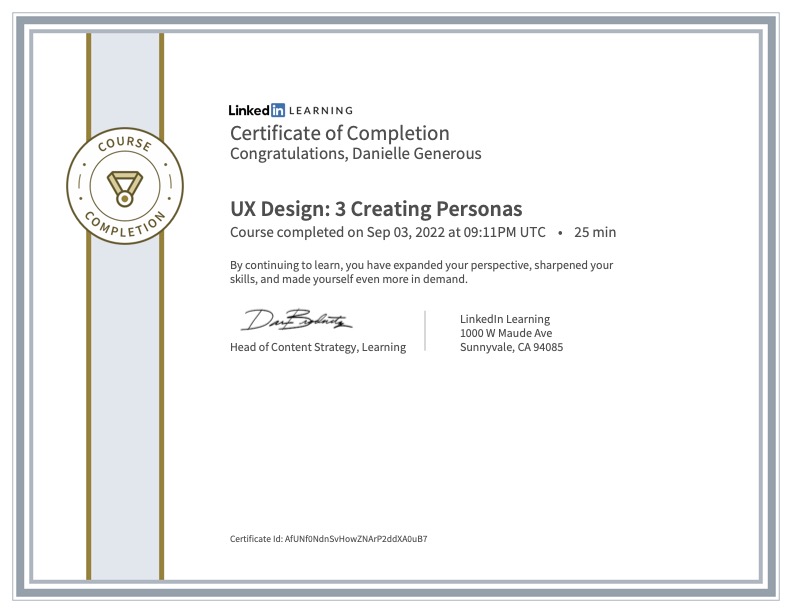 COURSE
COMPLETION
Linked in LEARNING
Certificate of Completion
Congratulations, Danielle Generous
UX Design: 3 Creating Personas
Course completed on Sep 03, 2022 at 09:11PM UTC • 25 min
By continuing to learn, you have expanded your perspective, sharpened your
skills, and made yourself even more in demand.
Head of Content Strategy, Learning
LinkedIn Learning
1000 W Maude Ave
Sunnyvale, CA 94085
Certificate Id: AfUNf0NdnSvHowZNArP2ddXA0uB7